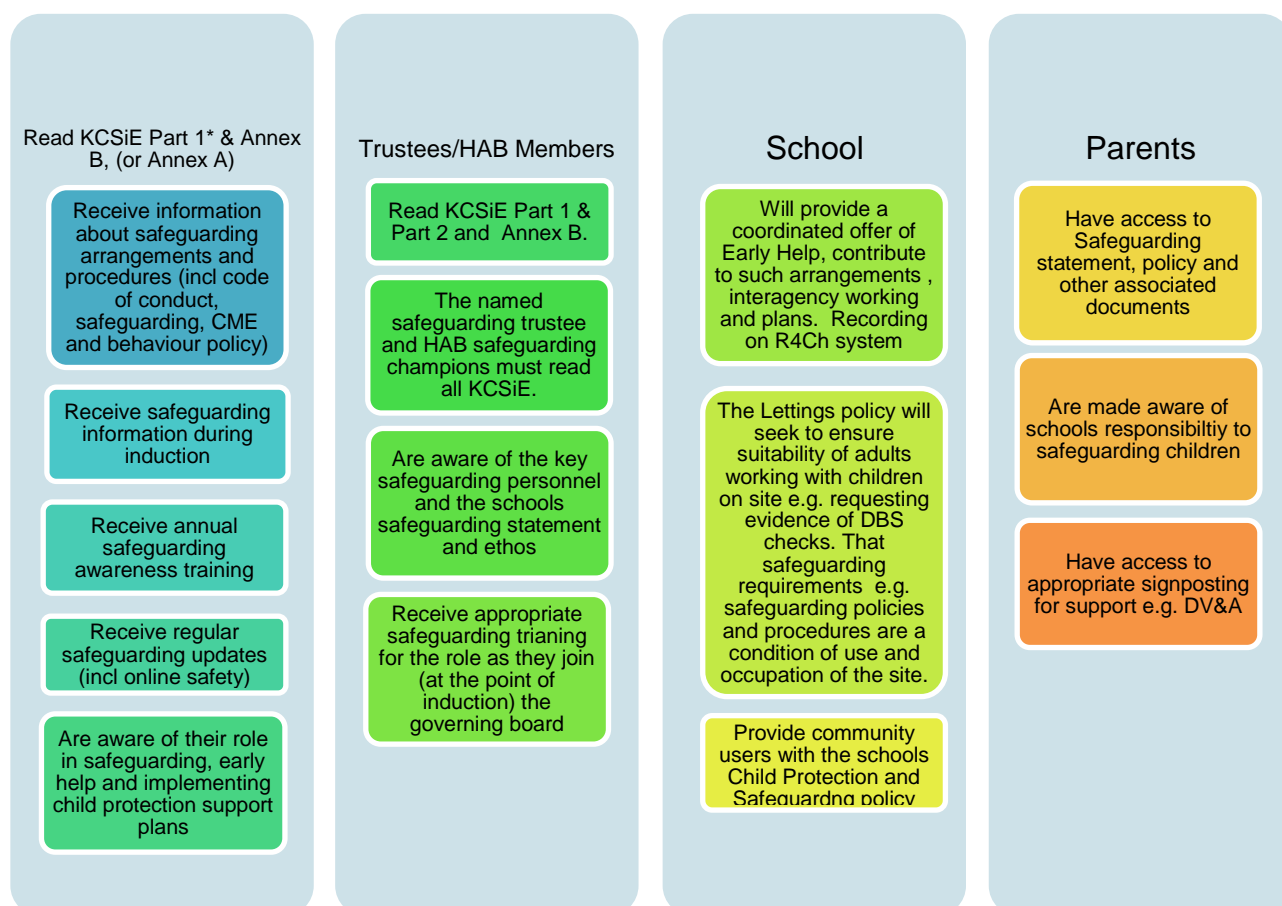 Read KCSiE Part 1* & Annex
B, (or Annex A)
Receive information
about safeguarding
arrangements and
procedures (incl code
of conduct,
safeguarding, CME
and behaviour policy)
Receive safeguarding
information during
induction
Receive annual
safeguarding
awareness training
Receive regular
safeguarding updates
(incl online safety)
Are aware of their role
in safeguarding, early
help and implementing
child protection support
plans
Trustees/HAB Members
Read KCSiE Part 1 &
Part 2 and Annex B.
The named
safeguarding trustee
and HAB safeguarding
champions must read
all KCSiE.
Are aware of the key
safeguarding personnel
and the schools
safeguarding statement
and ethos
Receive appropriate
safeguarding trianing
for the role as they join
(at the point of
induction) the
governing board
School
Will provide a
coordinated offer of
Early Help, contribute
to such arrangements ,
interagency working
and plans. Recording
on R4Ch system
The Lettings policy will
seek to ensure
suitability of adults
working with children
on site e.g. requesting
evidence of DBS
checks. That
safeguarding
requirements e.g.
safeguarding policies
and procedures are a
condition of use and
occupation of the site.
Provide community
users with the schools
Child Protection and
Safeguardng policy
Parents
Have access to
Safeguarding
statement, policy and
other associated
documents
Are made aware of
schools responsibiltiy to
safeguarding children
Have access to
appropriate signposting
for support e.g. DV&A